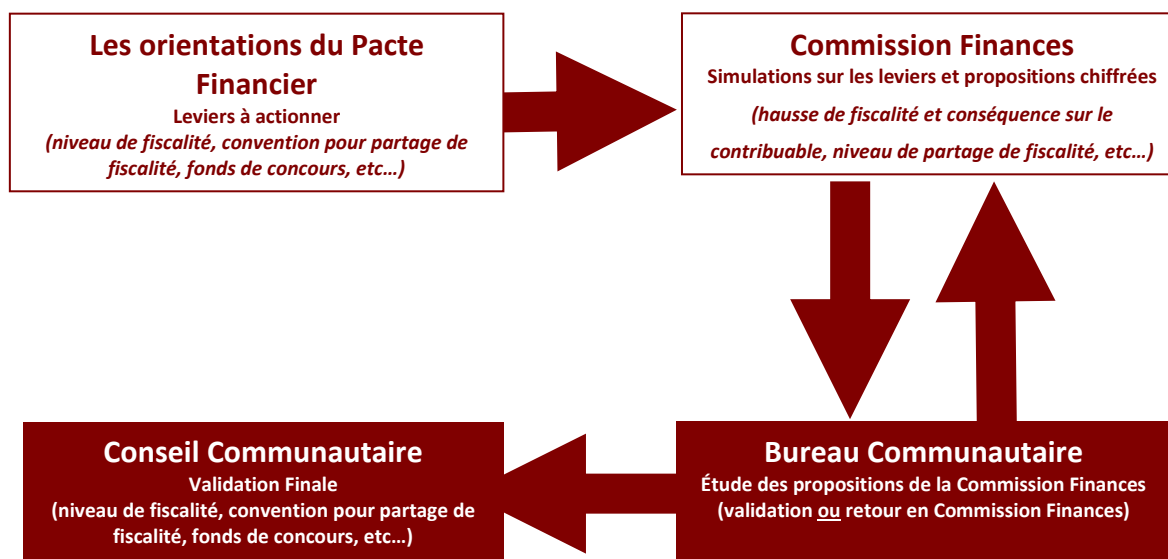 Les orientations du Pacte
Financier
Leviers à actionner
(niveau de fiscalité, convention pour partage de
fiscalité, fonds de concours, etc…)
Commission Finances
Simulations sur les leviers et propositions chiffrées
(hausse de fiscalité et conséquence sur le
contribuable, niveau de partage de fiscalité, etc…)
Bureau Communautaire
Étude des propositions de la Commission Finances
(validation ou retour en Commission Finances)
Conseil Communautaire
Validation Finale
(niveau de fiscalité, convention pour partage de
fiscalité, fonds de concours, etc…)